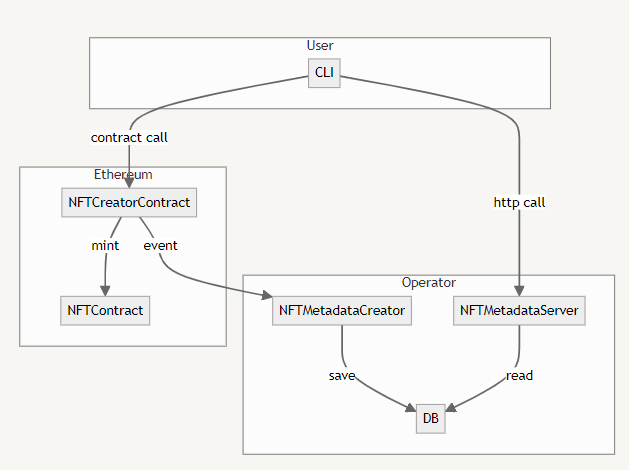 User
CLI
contract call
Ethereum
NFTCreatorContract
http call
mint
event
Operator
NFTContract
NFTMetadataCreator
NFTMetadataServer
save
read
DB